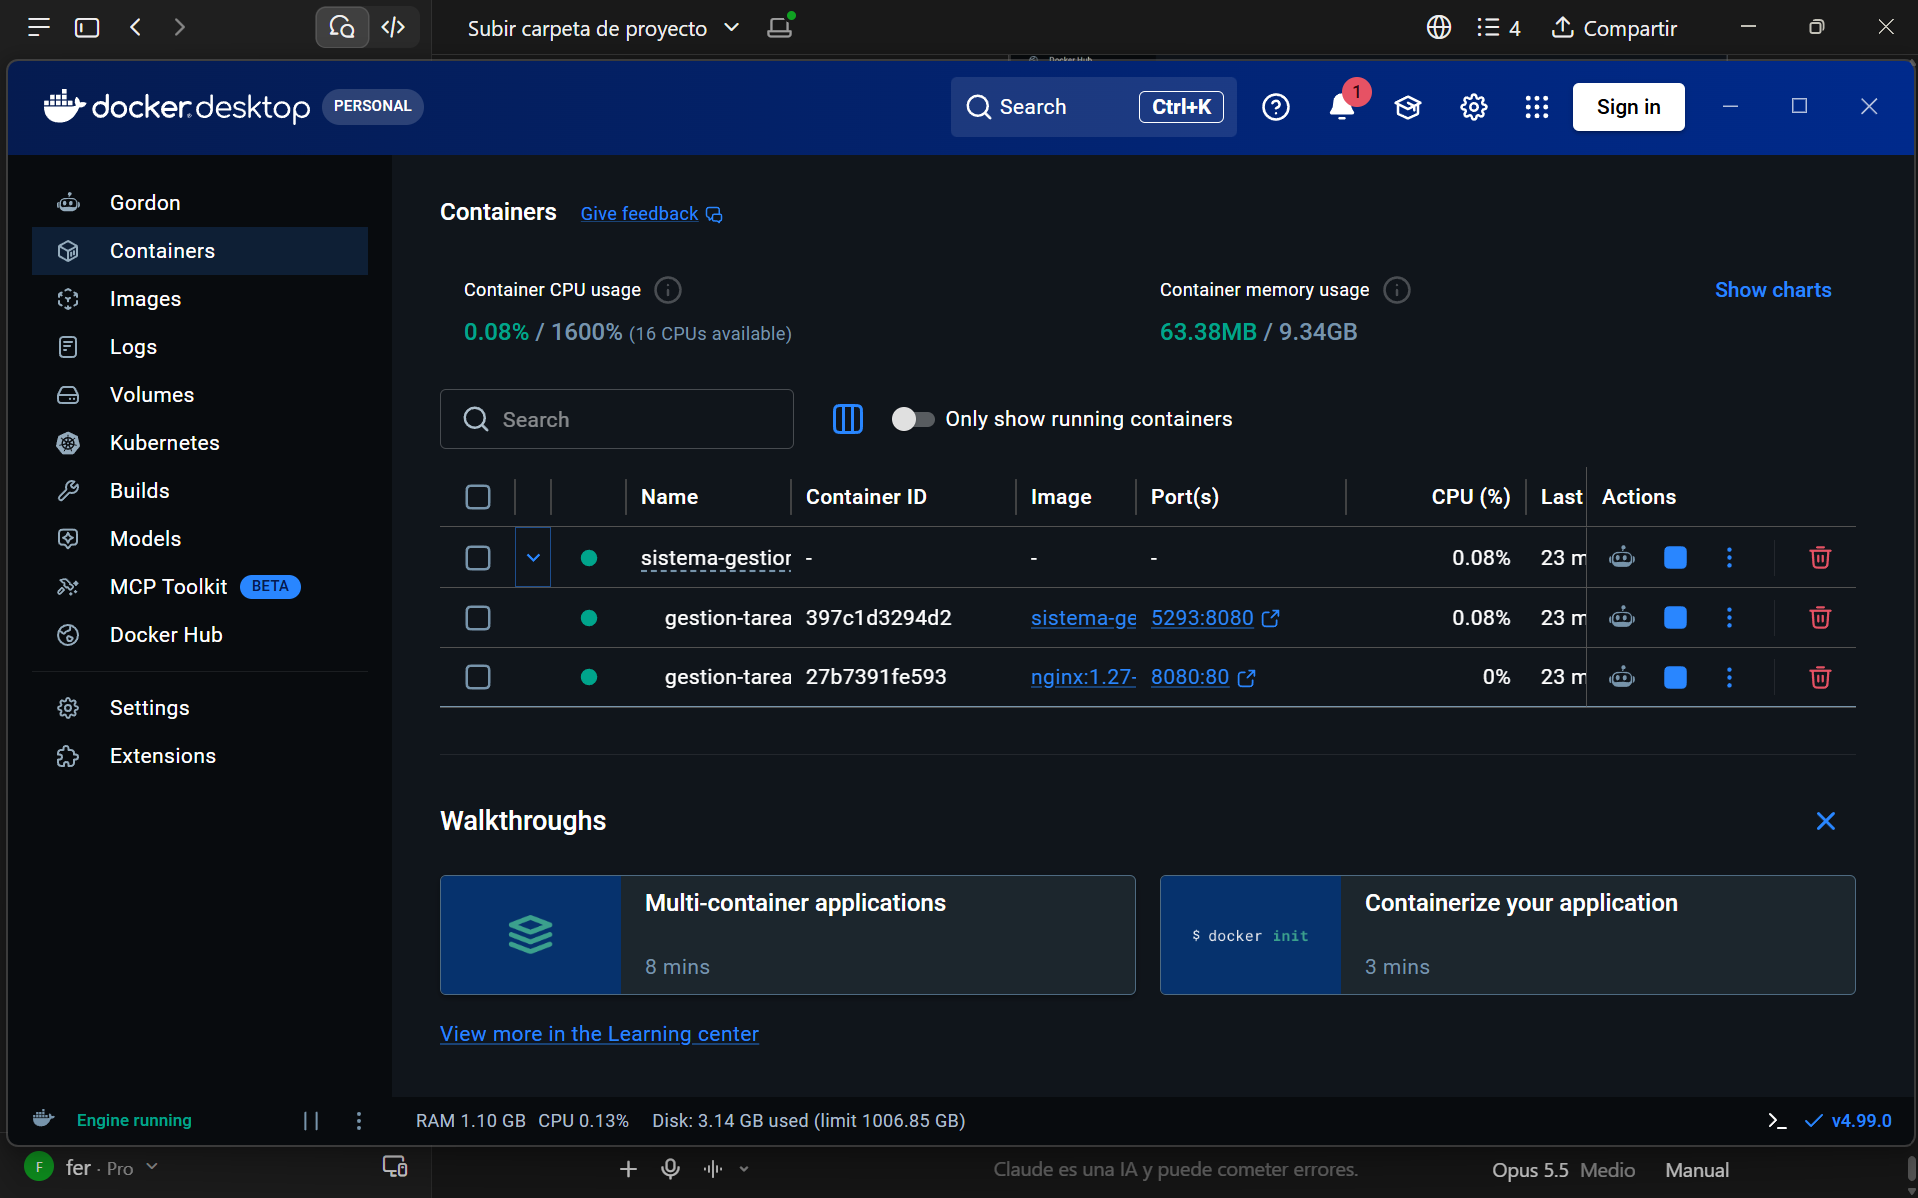 Subir carpeta de proyecto
4
Compartir
Docker Hub
docker.desktop
PERSONAL
Search
Ctrl+K
1
Sign in
Gordon
Containers
Images
Logs
Volumes
Kubernetes
Builds
Models
MCP Toolkit BETA
Docker Hub
Settings
Extensions
Containers
Give feedback
Container CPU usage
0.08% / 1600% (16 CPUs available)
Container memory usage
63.38MB / 9.34GB
Show charts
Search
Only show running containers
Name Container ID Image Port(s) CPU (%) Last Actions
sistema-gestion - - - 0.08% 23 m
gestion-tarea 397c1d3294d2 sistema-ge 5293:8080 0.08% 23 m
gestion-tarea 27b7391fe593 nginx:1.27- 8080:80 0% 23 m
Walkthroughs
Multi-container applications
8 mins
$ docker init
Containerize your application
3 mins
View more in the Learning center
Engine running
RAM 1.10 GB CPU 0.13% Disk: 3.14 GB used (limit 1006.85 GB)
v4.99.0
F
fer · Pro
Claude es una IA y puede cometer errores.
Opus 5.5 Medio
Manual